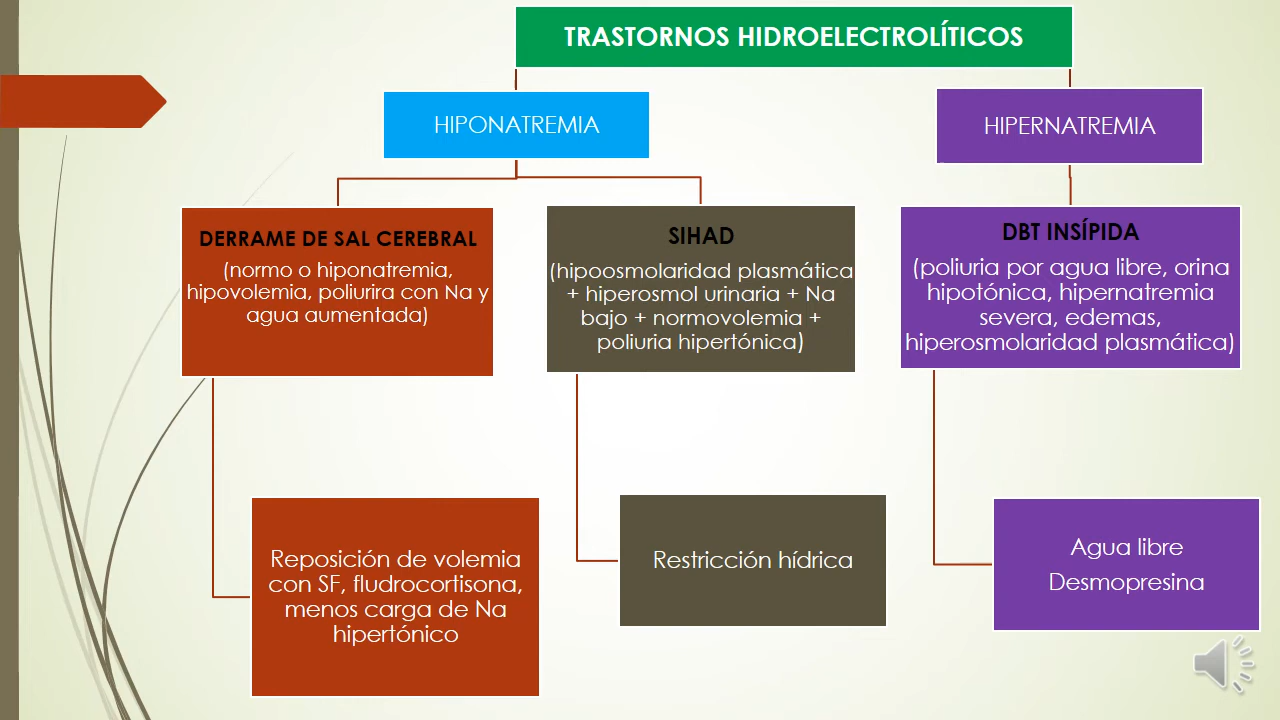 TRASTORNOS HIDROELECTROLÍTICOS
HIPONATREMIA
HIPERNATREMIA
DERRAME DE SAL CEREBRAL
(normo o hiponatremia,
hipovolemia, poliurira con Na y
agua aumentada)
SIHAD
(hipoosmolaridad plasmática
+ hiperosmol urinaria + Na
bajo + normovolemia +
poliuria hipertónica)
DBT INSÍPIDA
(poliuria por agua libre, orina
hipotónica, hipernatremia
severa, edemas,
hiperosmolaridad plasmática)
Reposición de volemia
con SF, fludrocortisona,
menos carga de Na
hipertónico
Restricción hídrica
Agua libre
Desmopresina